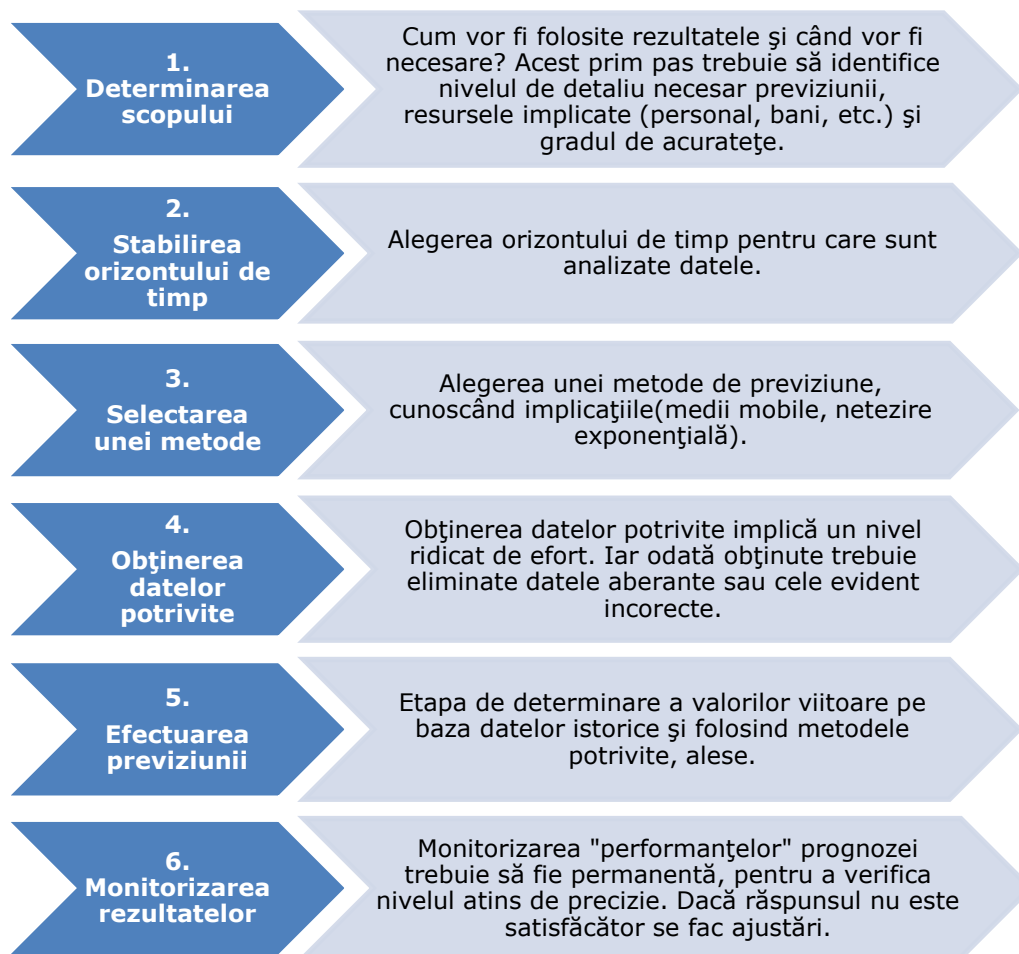 1.
Determinarea
scopului
Cum vor fi folosite rezultatele şi când vor fi
necesare? Acest prim pas trebuie să identifice
nivelul de detaliu necesar previziunii,
resursele implicate (personal, bani, etc.) şi
gradul de acurateţe.
2.
Stabilirea
orizontului de
timp
Alegerea orizontului de timp pentru care sunt
analizate datele.
3.
Selectarea
unei metode
Alegerea unei metode de previziune,
cunoscând implicaţiile(medii mobile, netezire
exponenţială).
4.
Obţinerea
datelor
potrivite
Obţinerea datelor potrivite implică un nivel
ridicat de efort. Iar odată obţinute trebuie
eliminate datele aberante sau cele evident
incorecte.
5.
Efectuarea
previziunii
Etapa de determinare a valorilor viitoare pe
baza datelor istorice şi folosind metodele
potrivite, alese.
6.
Monitorizarea
rezultatelor
Monitorizarea "performanţelor" prognozei
trebuie să fie permanentă, pentru a verifica
nivelul atins de precizie. Dacă răspunsul nu este
satisfăcător se fac ajustări.